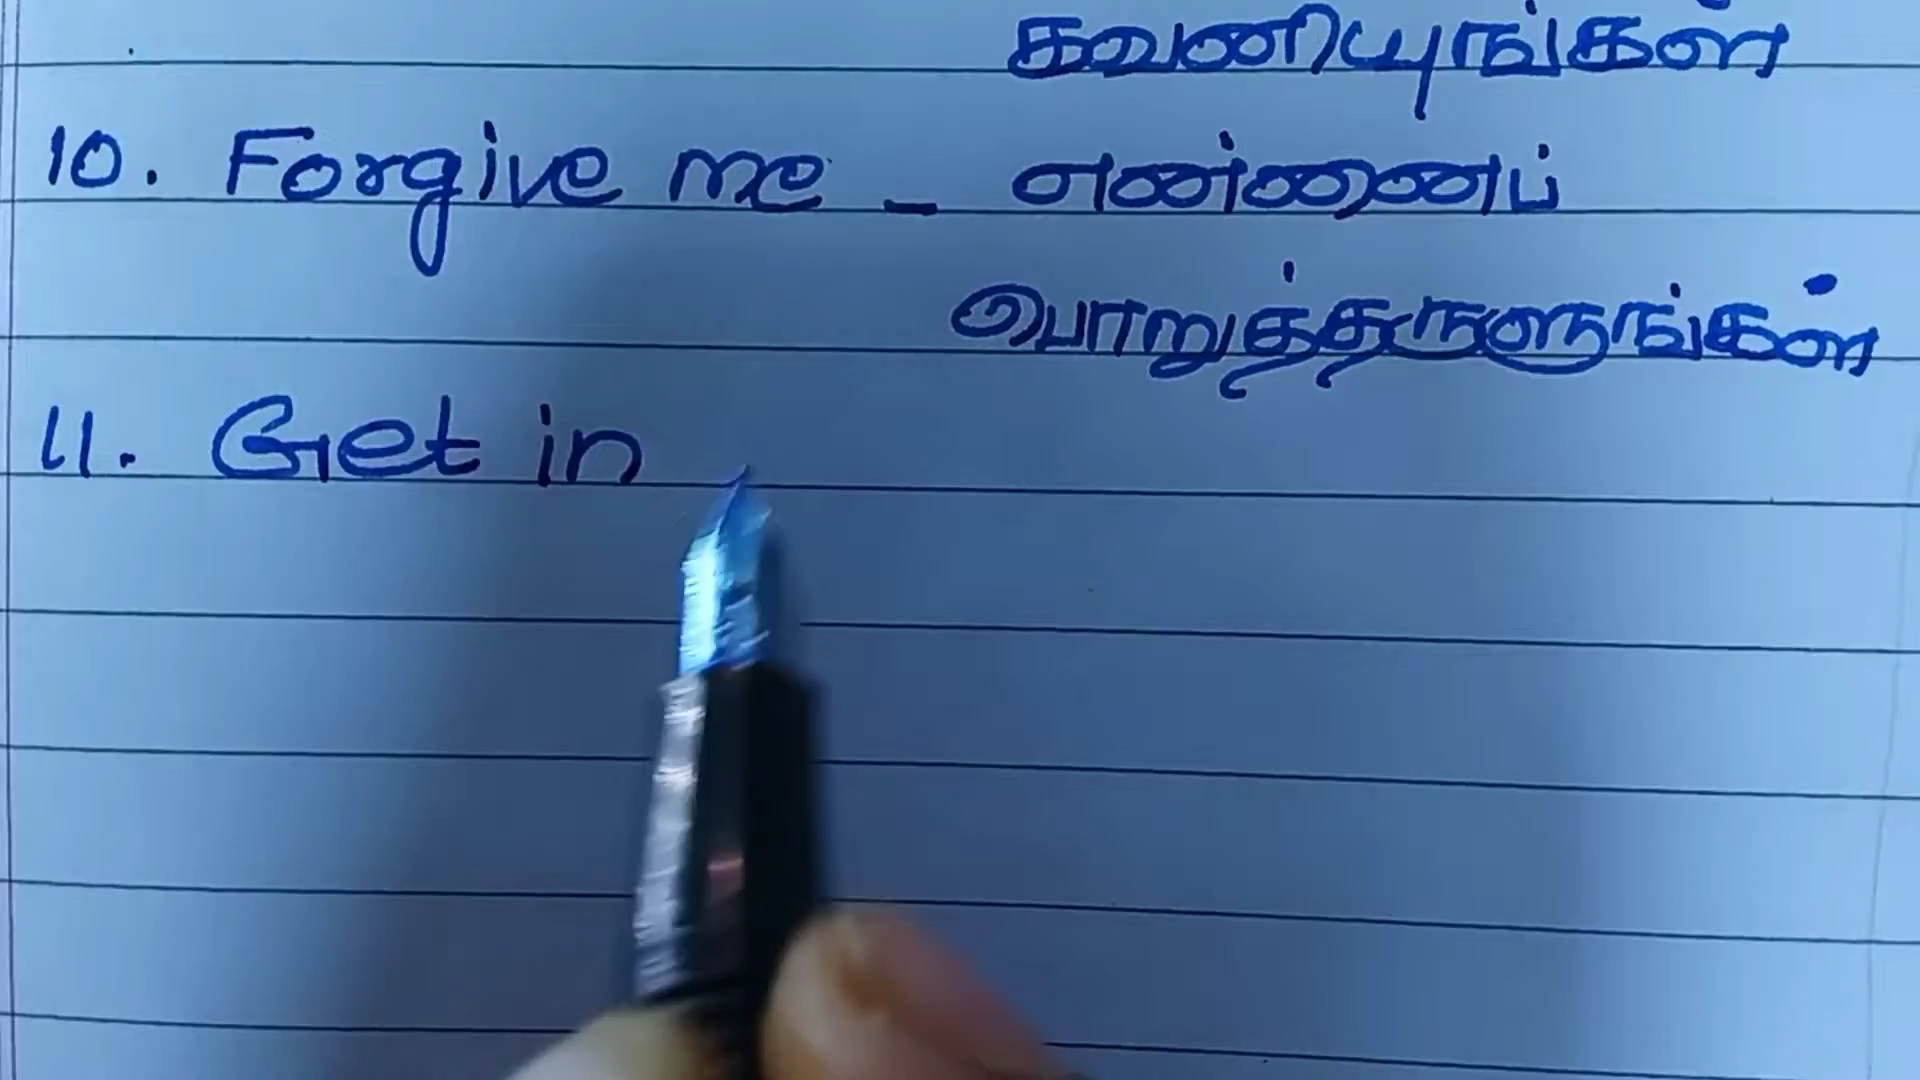 கவனியுங்கள்
10. Forgive me - என்னைப்
பொறுத்தருளுங்கள்
11. Get in